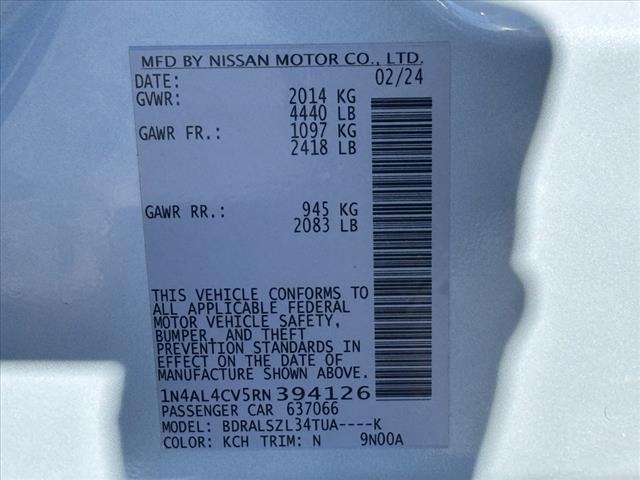 MFD BY NISSAN MOTOR CO., LTD.
DATE: 02/24
GVWR: 2014 KG
4440 LB
GAWR FR.: 1097 KG
2418 LB
GAWR RR.: 945 KG
2083 LB
THIS VEHICLE CONFORMS TO
ALL APPLICABLE FEDERAL
MOTOR VEHICLE SAFETY,
BUMPER, AND THEFT
PREVENTION STANDARDS IN
EFFECT ON THE DATE OF
MANUFACTURE SHOWN ABOVE.
1N4AL4CV5RN394126
PASSENGER CAR 637066
MODEL: BDRALSZL34TUA----K
COLOR: KCH TRIM: N 9N00A